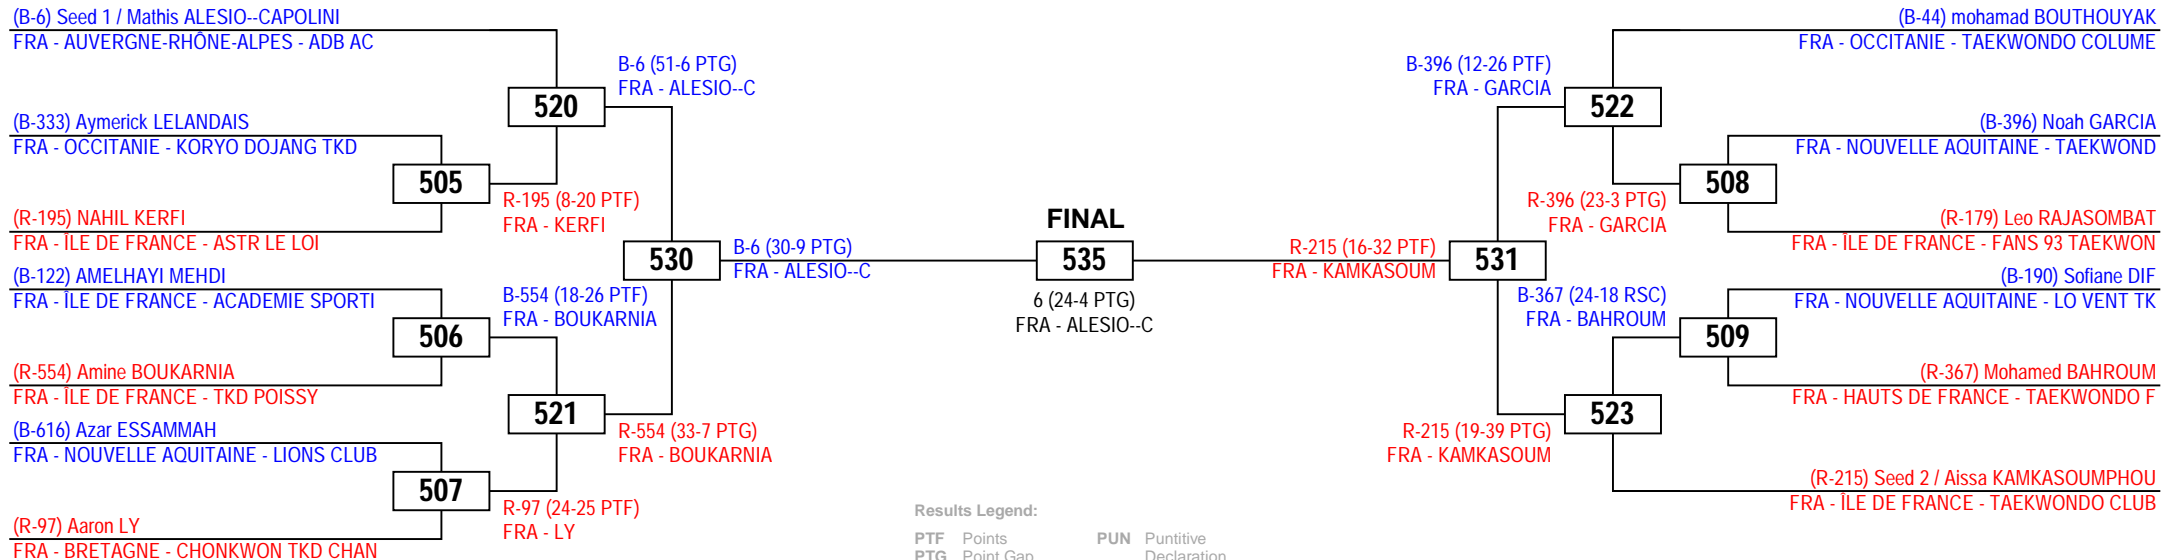 (B-6) Seed 1 / Mathis ALESIO--CAPOLINI
FRA - AUVERGNE-RHÔNE-ALPES - ADB AC
B-6 (51-6 PTG)
FRA - ALESIO--C
520
(B-333) Aymerick LELANDAIS
FRA - OCCITANIE - KORYO DOJANG TKD
505
R-195 (8-20 PTF)
FRA - KERFI
(R-195) NAHIL KERFI
FRA - ÎLE DE FRANCE - ASTR LE LOI
530
B-6 (30-9 PTG)
FRA - ALESIO--C
(B-122) AMELHAYI MEHDI
FRA - ÎLE DE FRANCE - ACADEMIE SPORTI
B-554 (18-26 PTF)
FRA - BOUKARNIA
506
(R-554) Amine BOUKARNIA
FRA - ÎLE DE FRANCE - TKD POISSY
521
R-554 (33-7 PTG)
FRA - BOUKARNIA
(B-616) Azar ESSAMMAH
FRA - NOUVELLE AQUITAINE - LIONS CLUB
507
R-97 (24-25 PTF)
FRA - LY
(R-97) Aaron LY
FRA - BRETAGNE - CHONKWON TKD CHAN
FINAL
535
6 (24-4 PTG)
FRA - ALESIO--C
(B-44) mohamad BOUTHOUYAK
FRA - OCCITANIE - TAEKWONDO COLUME
B-396 (12-26 PTF)
FRA - GARCIA
522
(B-396) Noah GARCIA
FRA - NOUVELLE AQUITAINE - TAEKWOND
508
R-396 (23-3 PTG)
FRA - GARCIA
(R-179) Leo RAJASOMBAT
FRA - ÎLE DE FRANCE - FANS 93 TAEKWON
R-215 (16-32 PTF)
FRA - KAMKASOUM
531
(B-190) Sofiane DIF
FRA - NOUVELLE AQUITAINE - LO VENT TK
B-367 (24-18 RSC)
FRA - BAHROUM
509
(R-367) Mohamed BAHROUM
FRA - HAUTS DE FRANCE - TAEKWONDO F
523
R-215 (19-39 PTG)
FRA - KAMKASOUM
(R-215) Seed 2 / Aissa KAMKASOUMPHOU
FRA - ÎLE DE FRANCE - TAEKWONDO CLUB
Results Legend:
PTF Points PUN Puntitive
PTG Point Gap Declaration